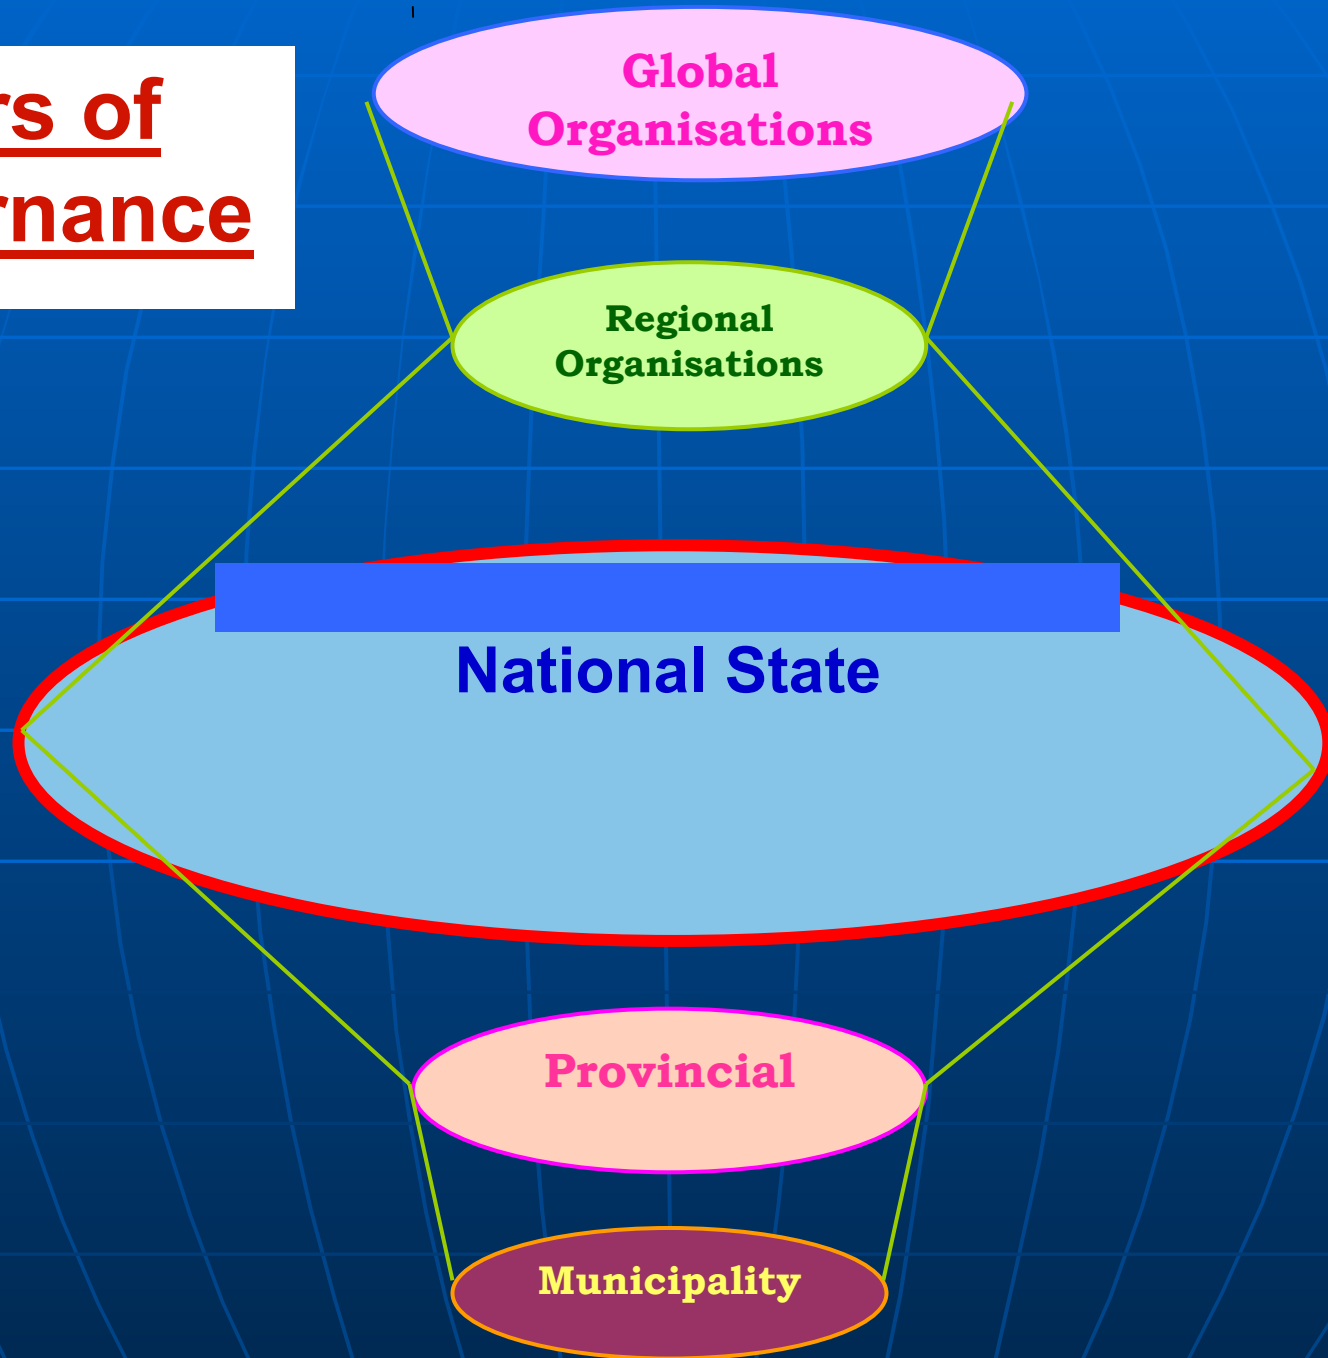 rs of
rnance
Global
Organisations
Regional
Organisations
National State
Provincial
Municipality